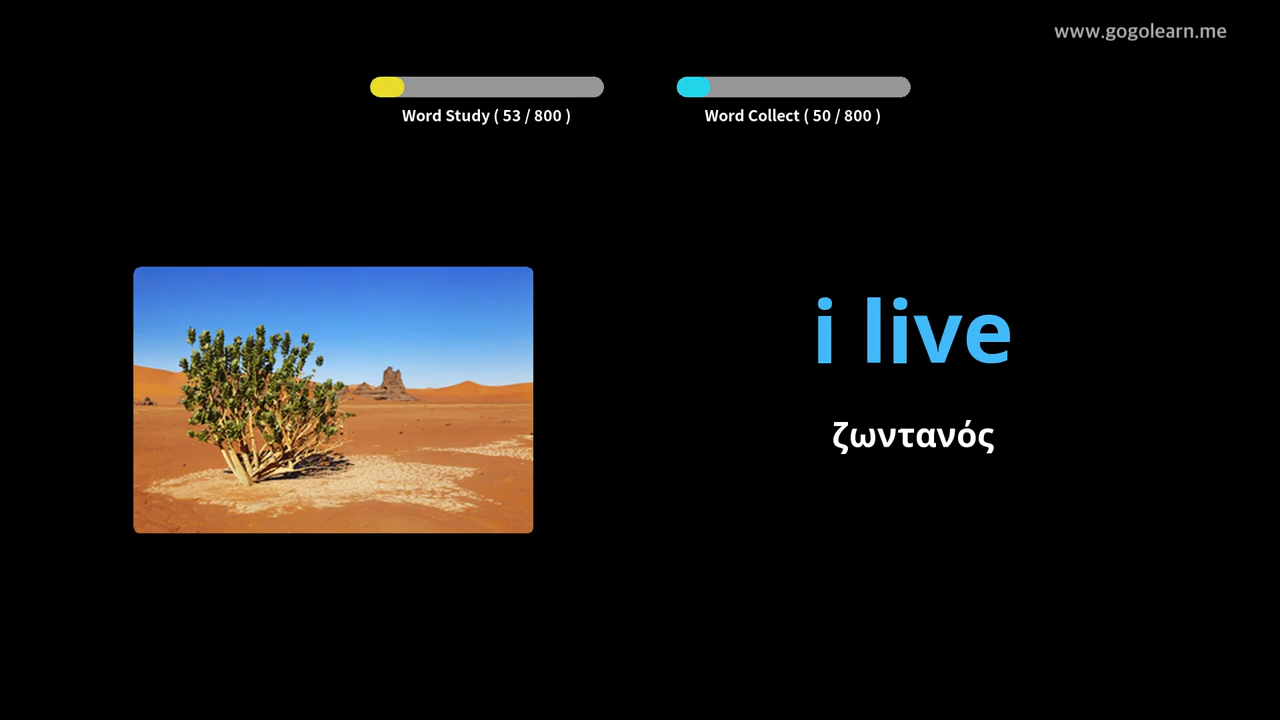 www.gogolearn.me
Word Study ( 53 / 800 )
Word Collect ( 50 / 800 )
i live
ζωντανός